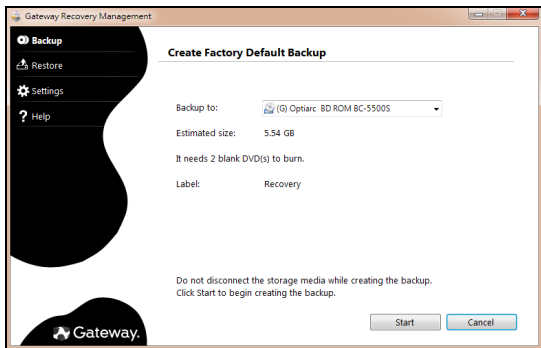 Gateway Recovery Management
Backup
Restore
Settings
Help
Create Factory Default Backup
Backup to: (G) Optiarc BD ROM BC-5500S
Estimated size: 5.54 GB
It needs 2 blank DVD(s) to burn.
Label: Recovery
Do not disconnect the storage media while creating the backup.
Click Start to begin creating the backup.
Start Cancel
Gateway.